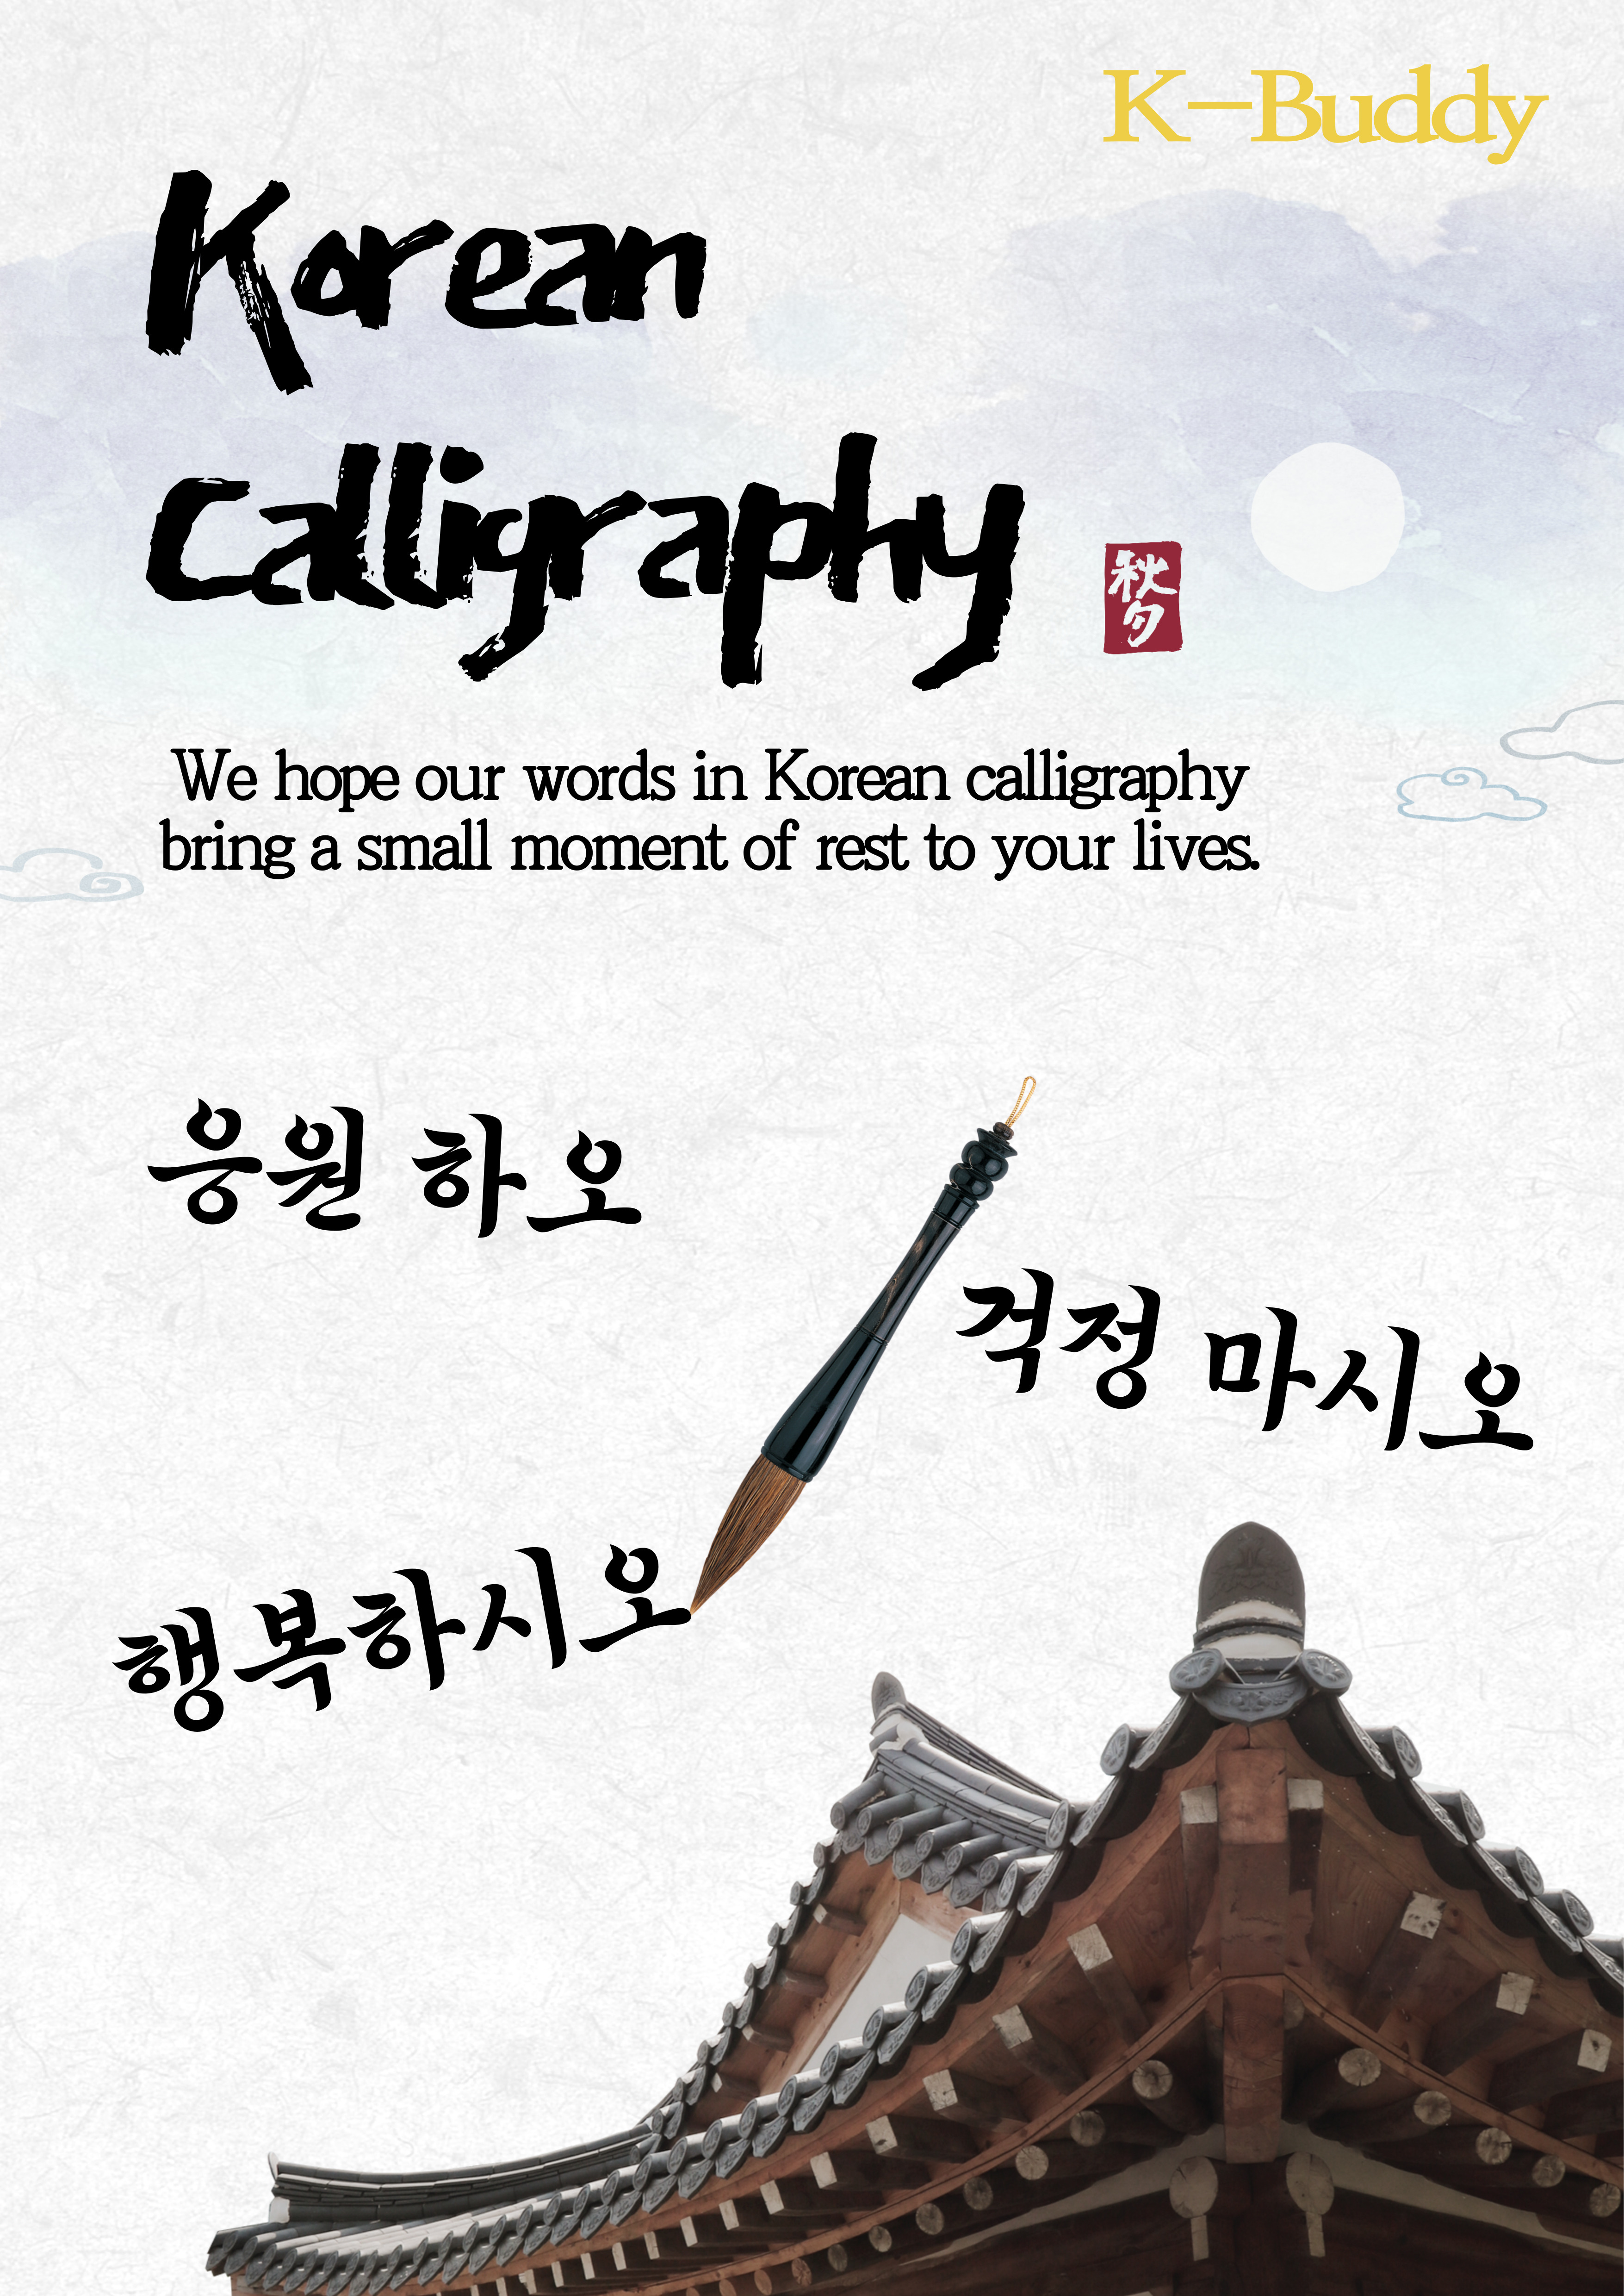 K-Buddy
Korean
Calligraphy
秋
夕
We hope our words in Korean calligraphy
bring a small moment of rest to your lives.
응원 하오
걱정 마시오
행복하시오